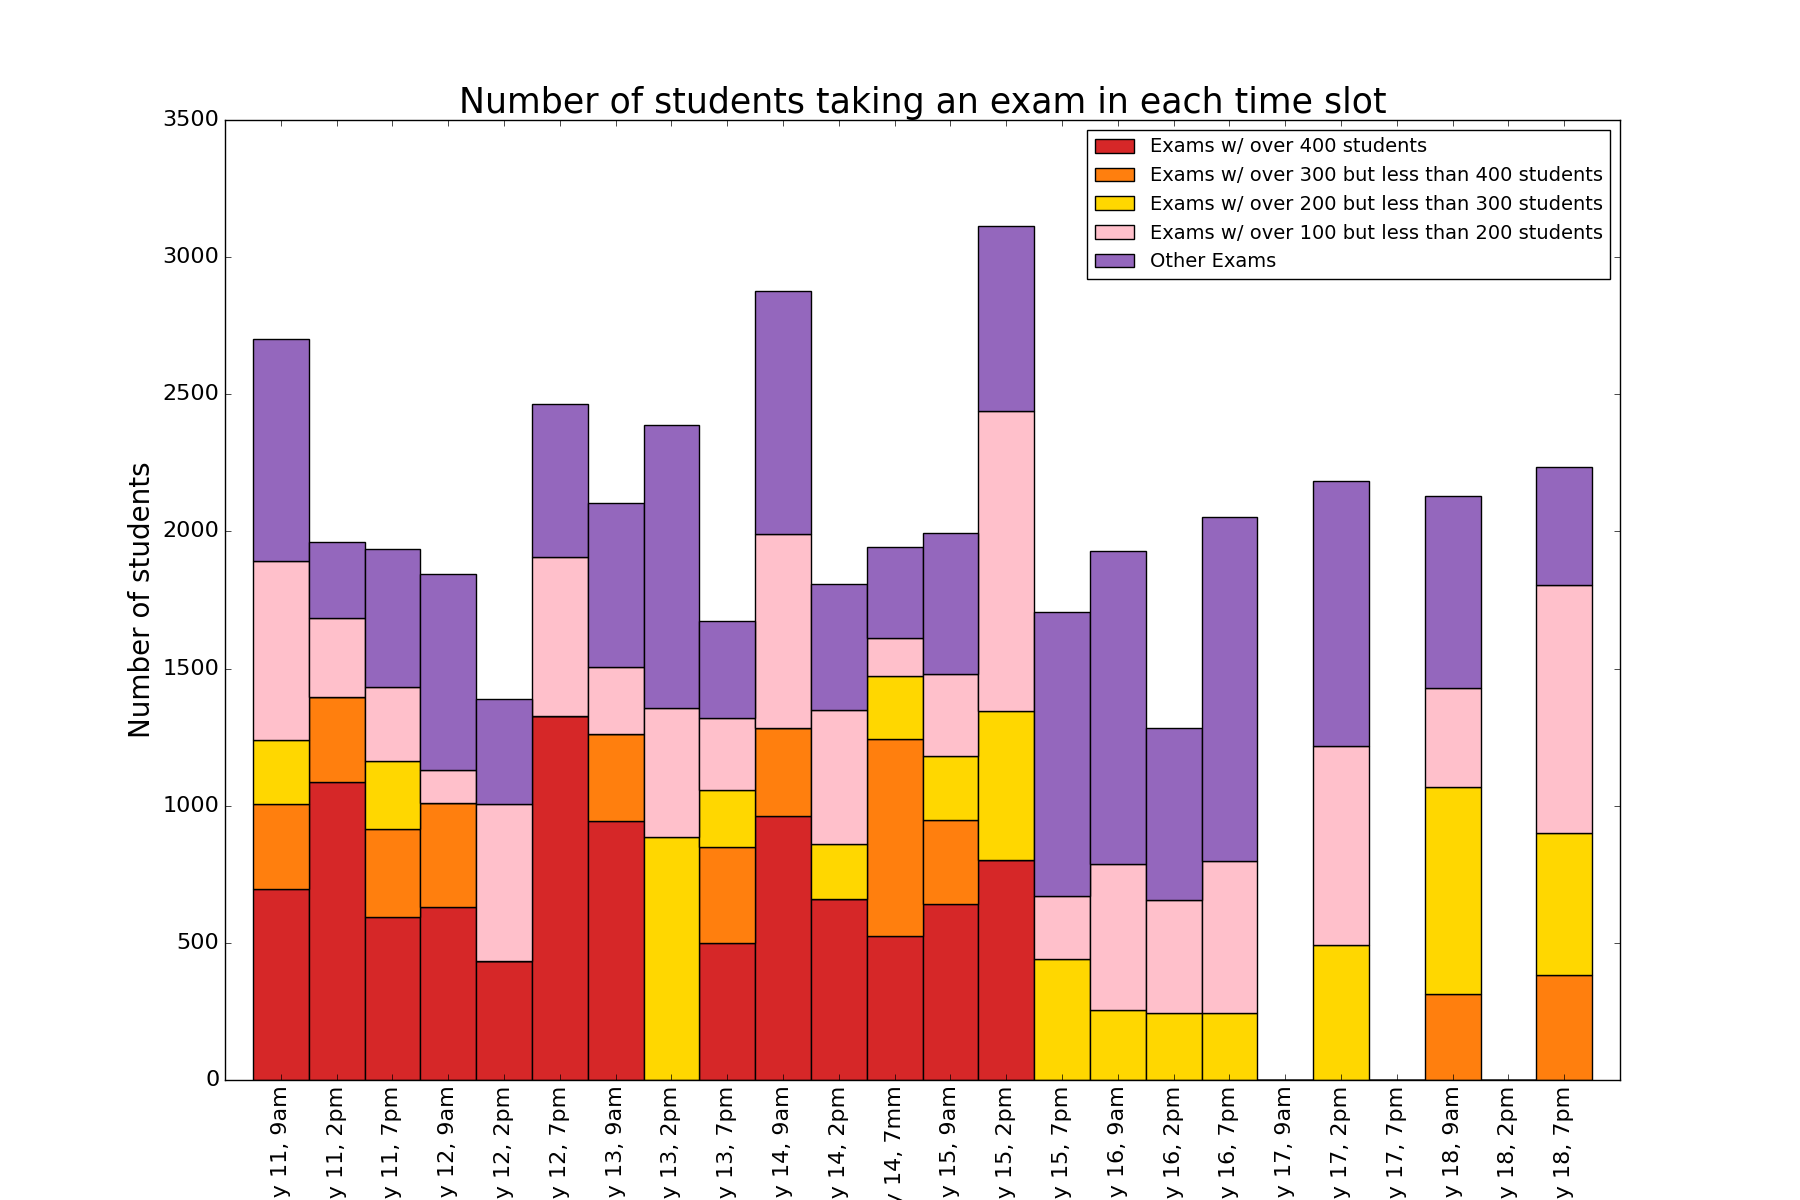 Number of students taking an exam in each time slot
Exams w/ over 400 students
Exams w/ over 300 but less than 400 students
Exams w/ over 200 but less than 300 students
Exams w/ over 100 but less than 200 students
Other Exams
Number of students
3500
3000
2500
2000
1500
1000
500
0
y 11, 9am
y 11, 2pm
y 11, 7pm
y 12, 9am
y 12, 2pm
y 12, 7pm
y 13, 9am
y 13, 2pm
y 13, 7pm
y 14, 9am
y 14, 2pm
y 14, 7mm
y 15, 9am
y 15, 2pm
y 15, 7pm
y 16, 9am
y 16, 2pm
y 16, 7pm
y 17, 9am
y 17, 2pm
y 17, 7pm
y 18, 9am
y 18, 2pm
y 18, 7pm